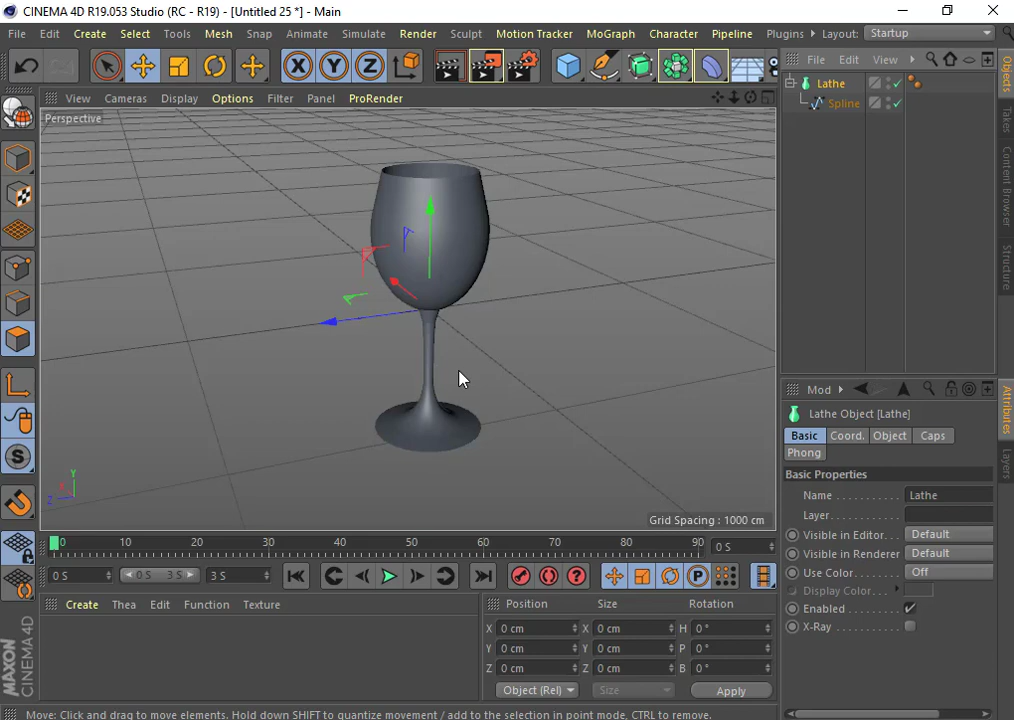 CINEMA 4D R19.053 Studio (RC - R19) - [Untitled 25 *] - Main
File Edit Create Select Tools Mesh Snap Animate Simulate Render Sculpt Motion Tracker MoGraph Character Pipeline Plugins Layout: Startup
X Y Z
File Edit View
View Cameras Display Options Filter Panel ProRender
Perspective
Lathe
Spline
Objects
Takes
Content Browser
Structure
Mod
Lathe Object [Lathe]
Basic Coord. Object Caps
Phong
Basic Properties
Name Lathe
Layer
Visible in Editor Default
Visible in Renderer Default
Use Color Off
Display Color
Enabled
X-Ray
Attributes
Layers
Y
X
Z
Grid Spacing : 1000 cm
0 10 20 30 40 50 60 70 80 90 0 S
0 S 0 S 3 S 3 S
Create Thea Edit Function Texture
Position Size Rotation
X 0 cm X 0 cm H 0 °
Y 0 cm Y 0 cm P 0 °
Z 0 cm Z 0 cm B 0 °
Object (Rel) Size Apply
MAXON CINEMA 4D
Move: Click and drag to move elements. Hold down SHIFT to quantize movement / add to the selection in point mode, CTRL to remove.